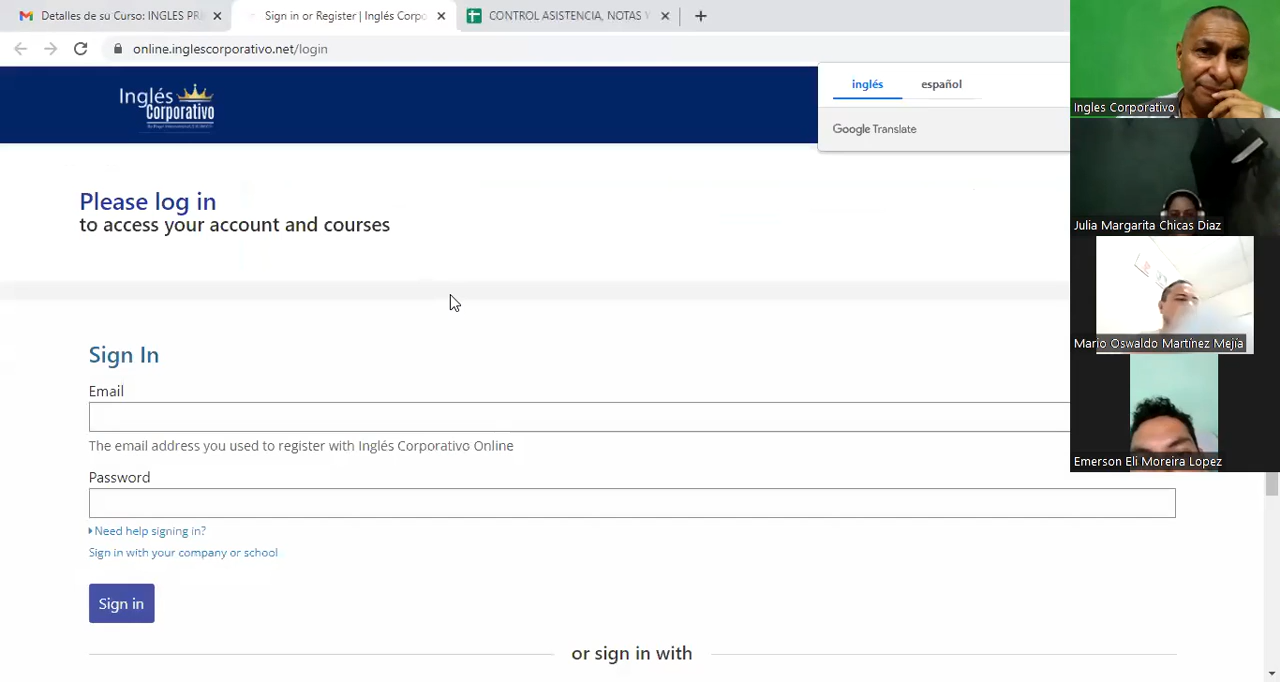 Detalles de su Curso: INGLES PRI
Sign in or Register | Inglés Corpo
CONTROL ASISTENCIA, NOTAS Y
online.inglescorporativo.net/login
Inglés
Corporativo
inglés español
Google Translate
Please log in
to access your account and courses
Sign In
Email
The email address you used to register with Inglés Corporativo Online
Password
Need help signing in?
Sign in with your company or school
Sign in
or sign in with
Ingles Corporativo
Julia Margarita Chicas Diaz
Mario Oswaldo Martínez Mejía
Emerson Eli Moreira Lopez